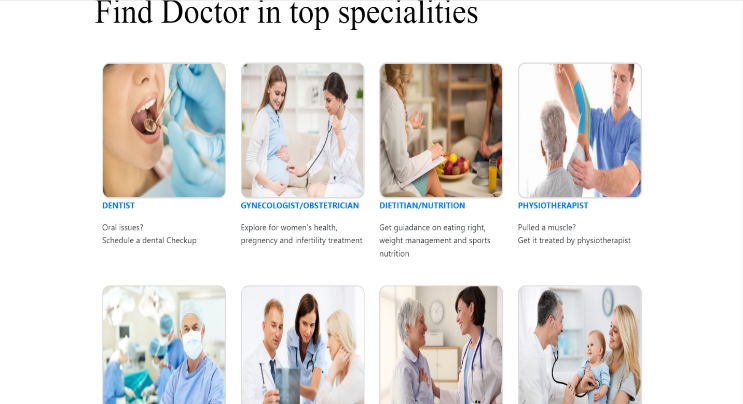 Find Doctor in top specialities
DENTIST
Oral issues?
Schedule a dental Checkup
GYNECOLOGIST/OBSTETRICIAN
Explore for women's health,
pregnency and infertility treatment
DIETITIAN/NUTRITION
Get guiadance on eating right,
weight management and sports
nutrition
PHYSIOTHERAPIST
Pulled a muscle?
Get it treated by physiotherapist